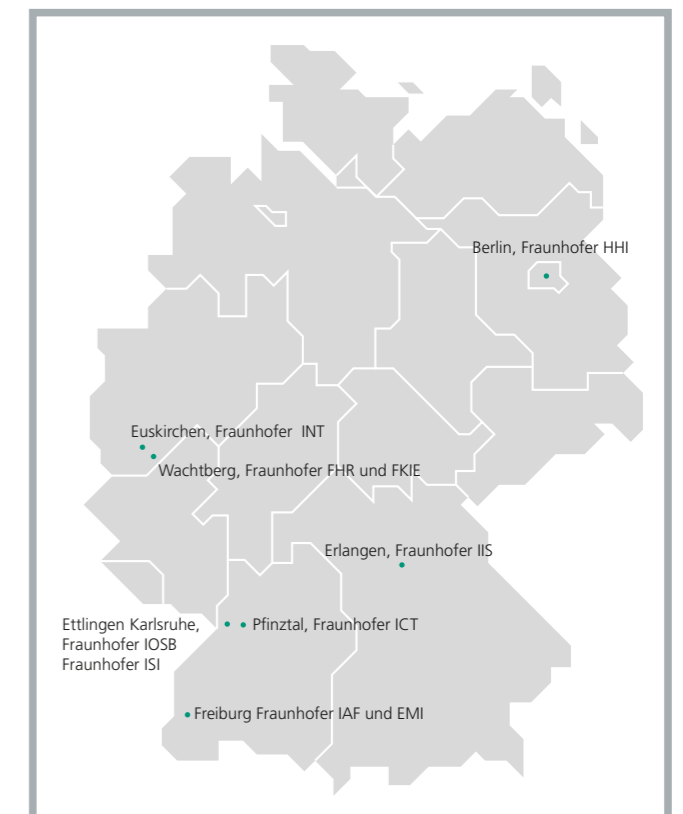 Berlin, Fraunhofer HHI
Euskirchen, Fraunhofer INT
Wachtberg, Fraunhofer FHR und FKIE
Erlangen, Fraunhofer IIS
Ettlingen Karlsruhe,
Fraunhofer IOSB
Fraunhofer ISI
Pfinztal, Fraunhofer ICT
Freiburg Fraunhofer IAF und EMI